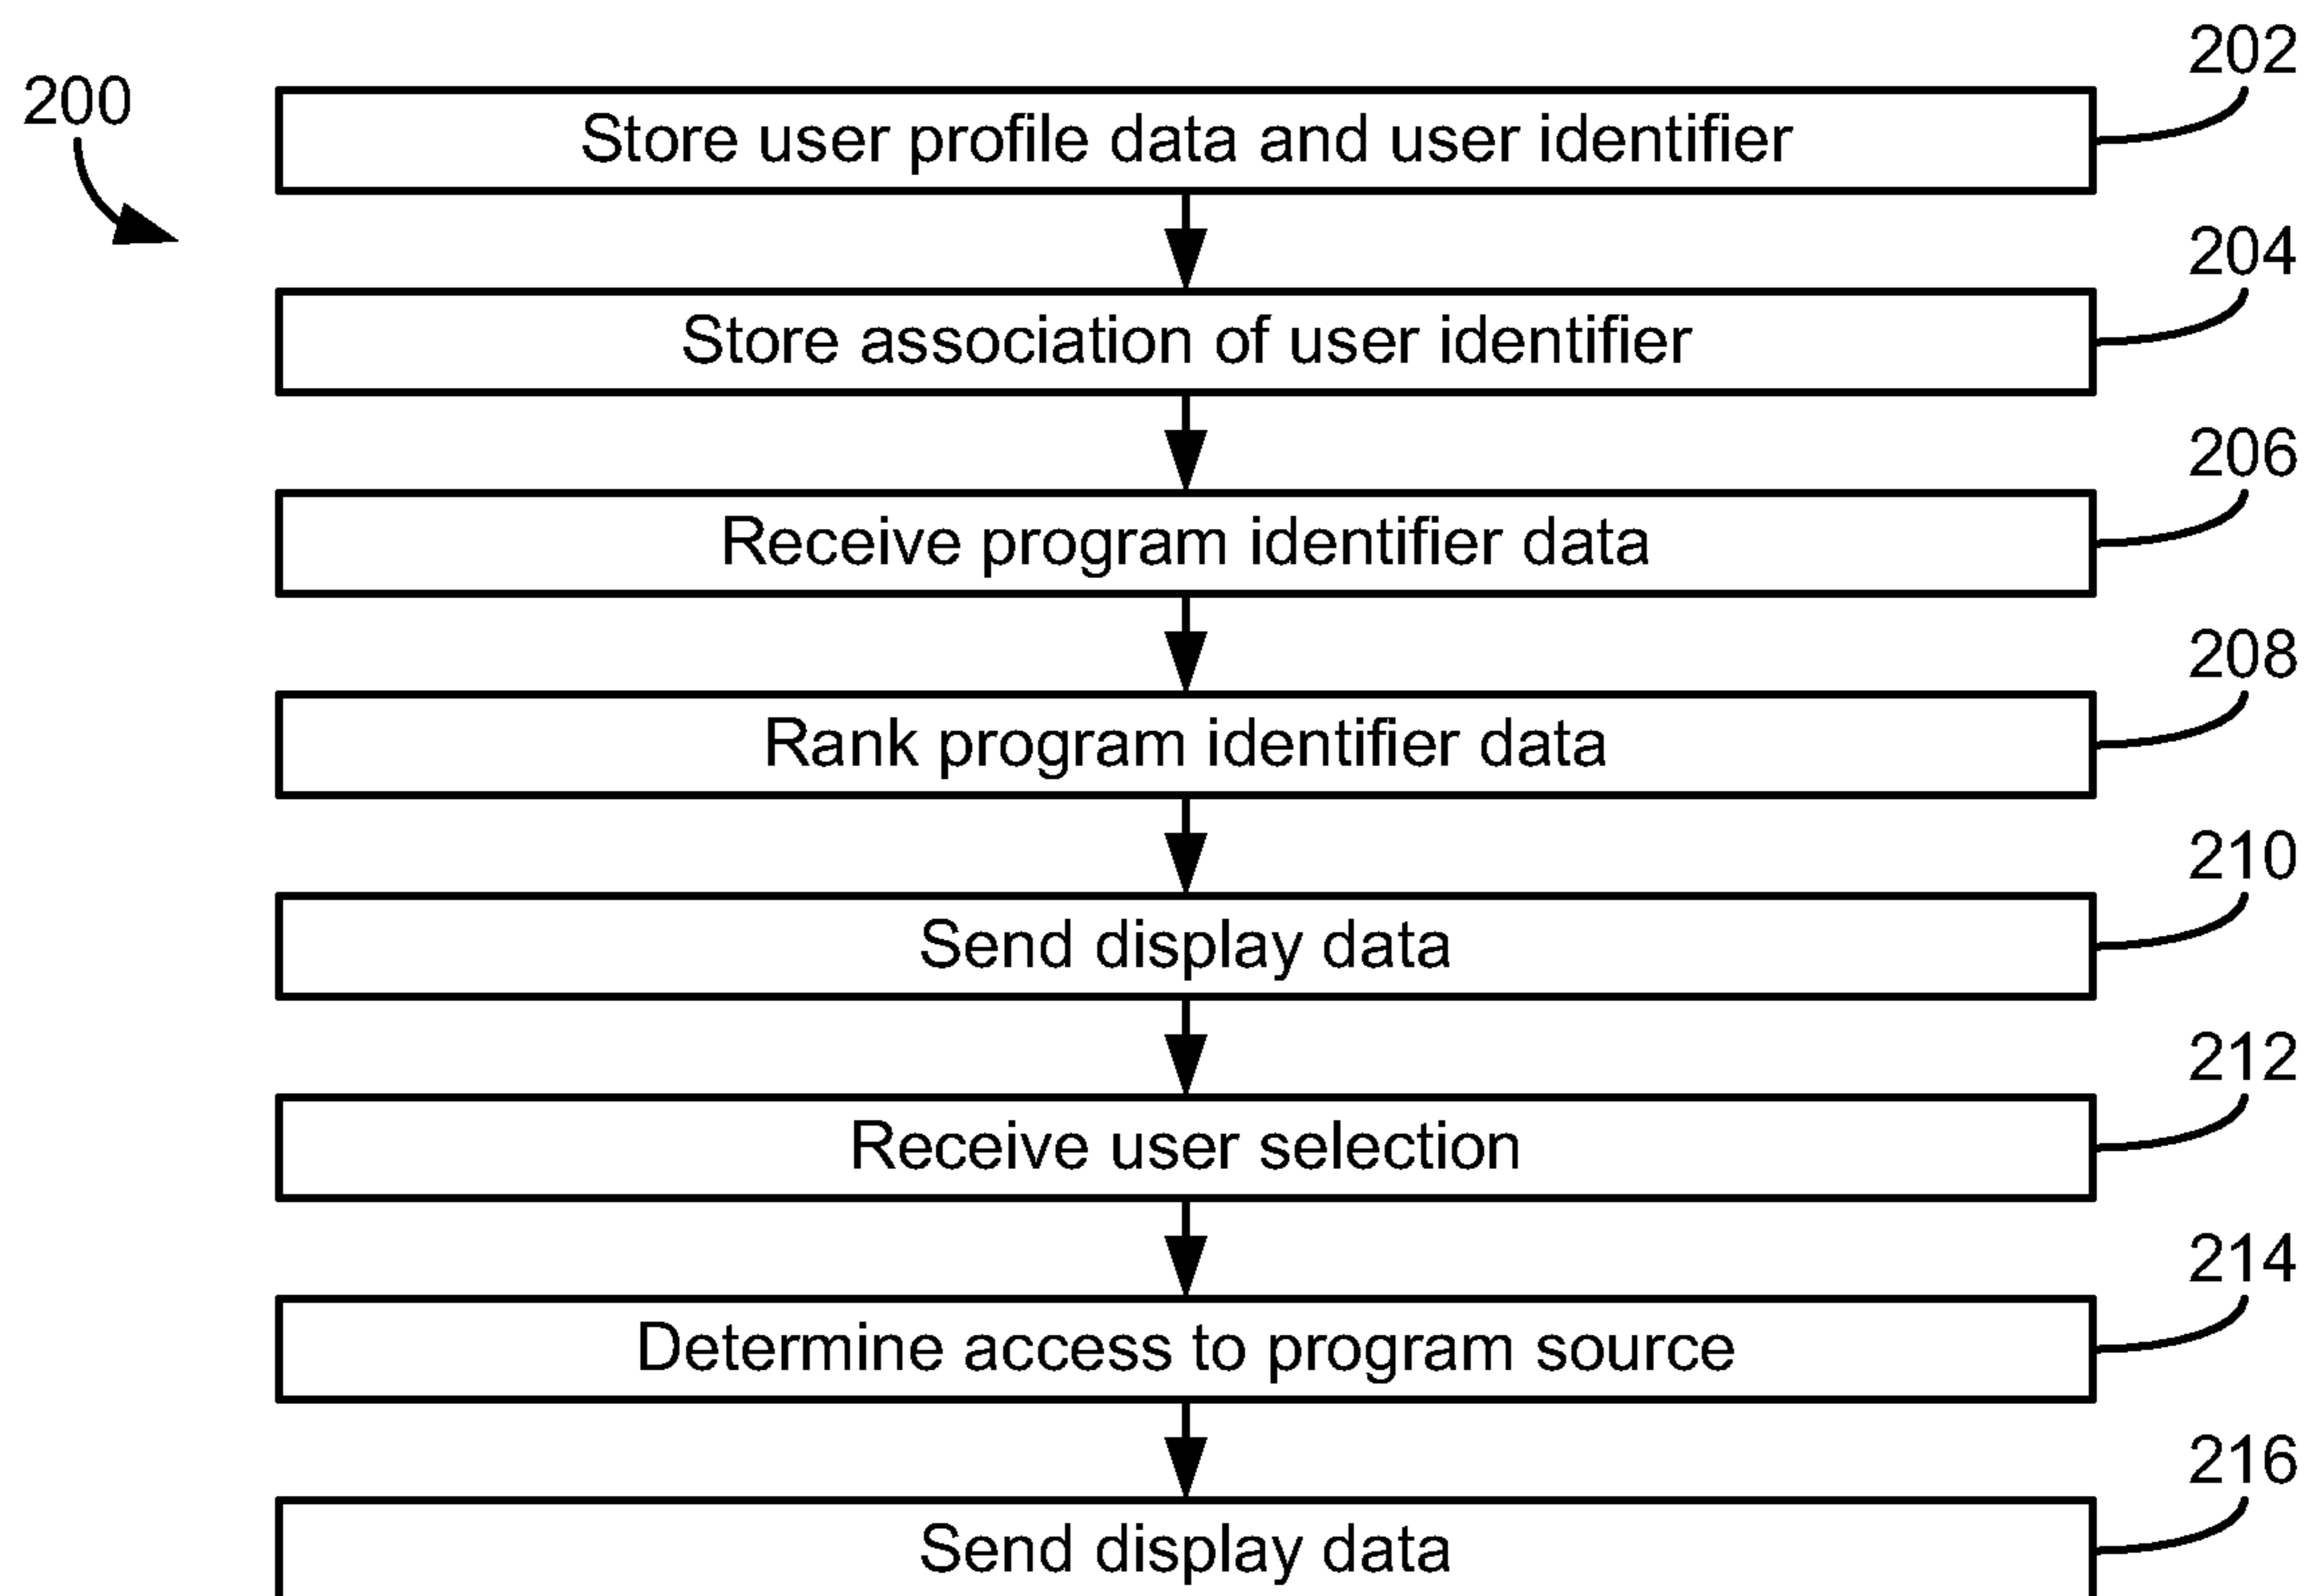 202
200
Store user profile data and user identifier
204
Store association of user identifier
206
Receive program identifier data
208
Rank program identifier data
210
Send display data
212
Receive user selection
214
Determine access to program source
216
Send display data